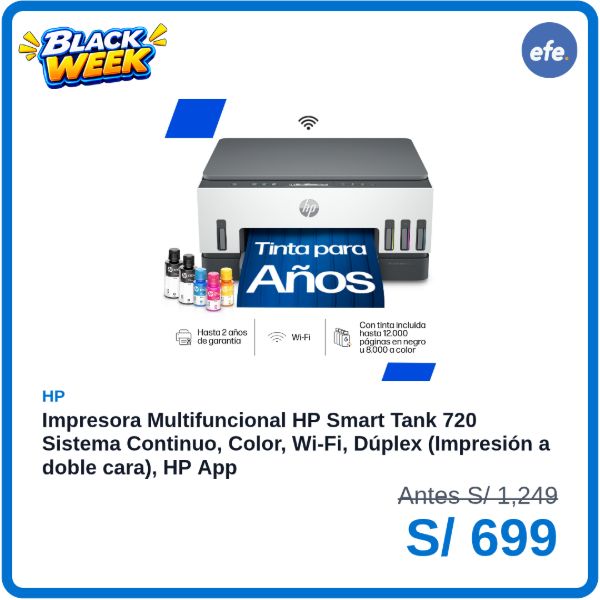 BLACK
WEEK
efe.
hp
Tinta para
Años
Hasta 2 años
de garantía
Wi-Fi
Con tinta incluida
hasta 12.000
páginas en negro
u 8.000 a color
HP
Impresora Multifuncional HP Smart Tank 720
Sistema Continuo, Color, Wi-Fi, Dúplex (Impresión a
doble cara), HP App
Antes S/ 1,249
S/ 699